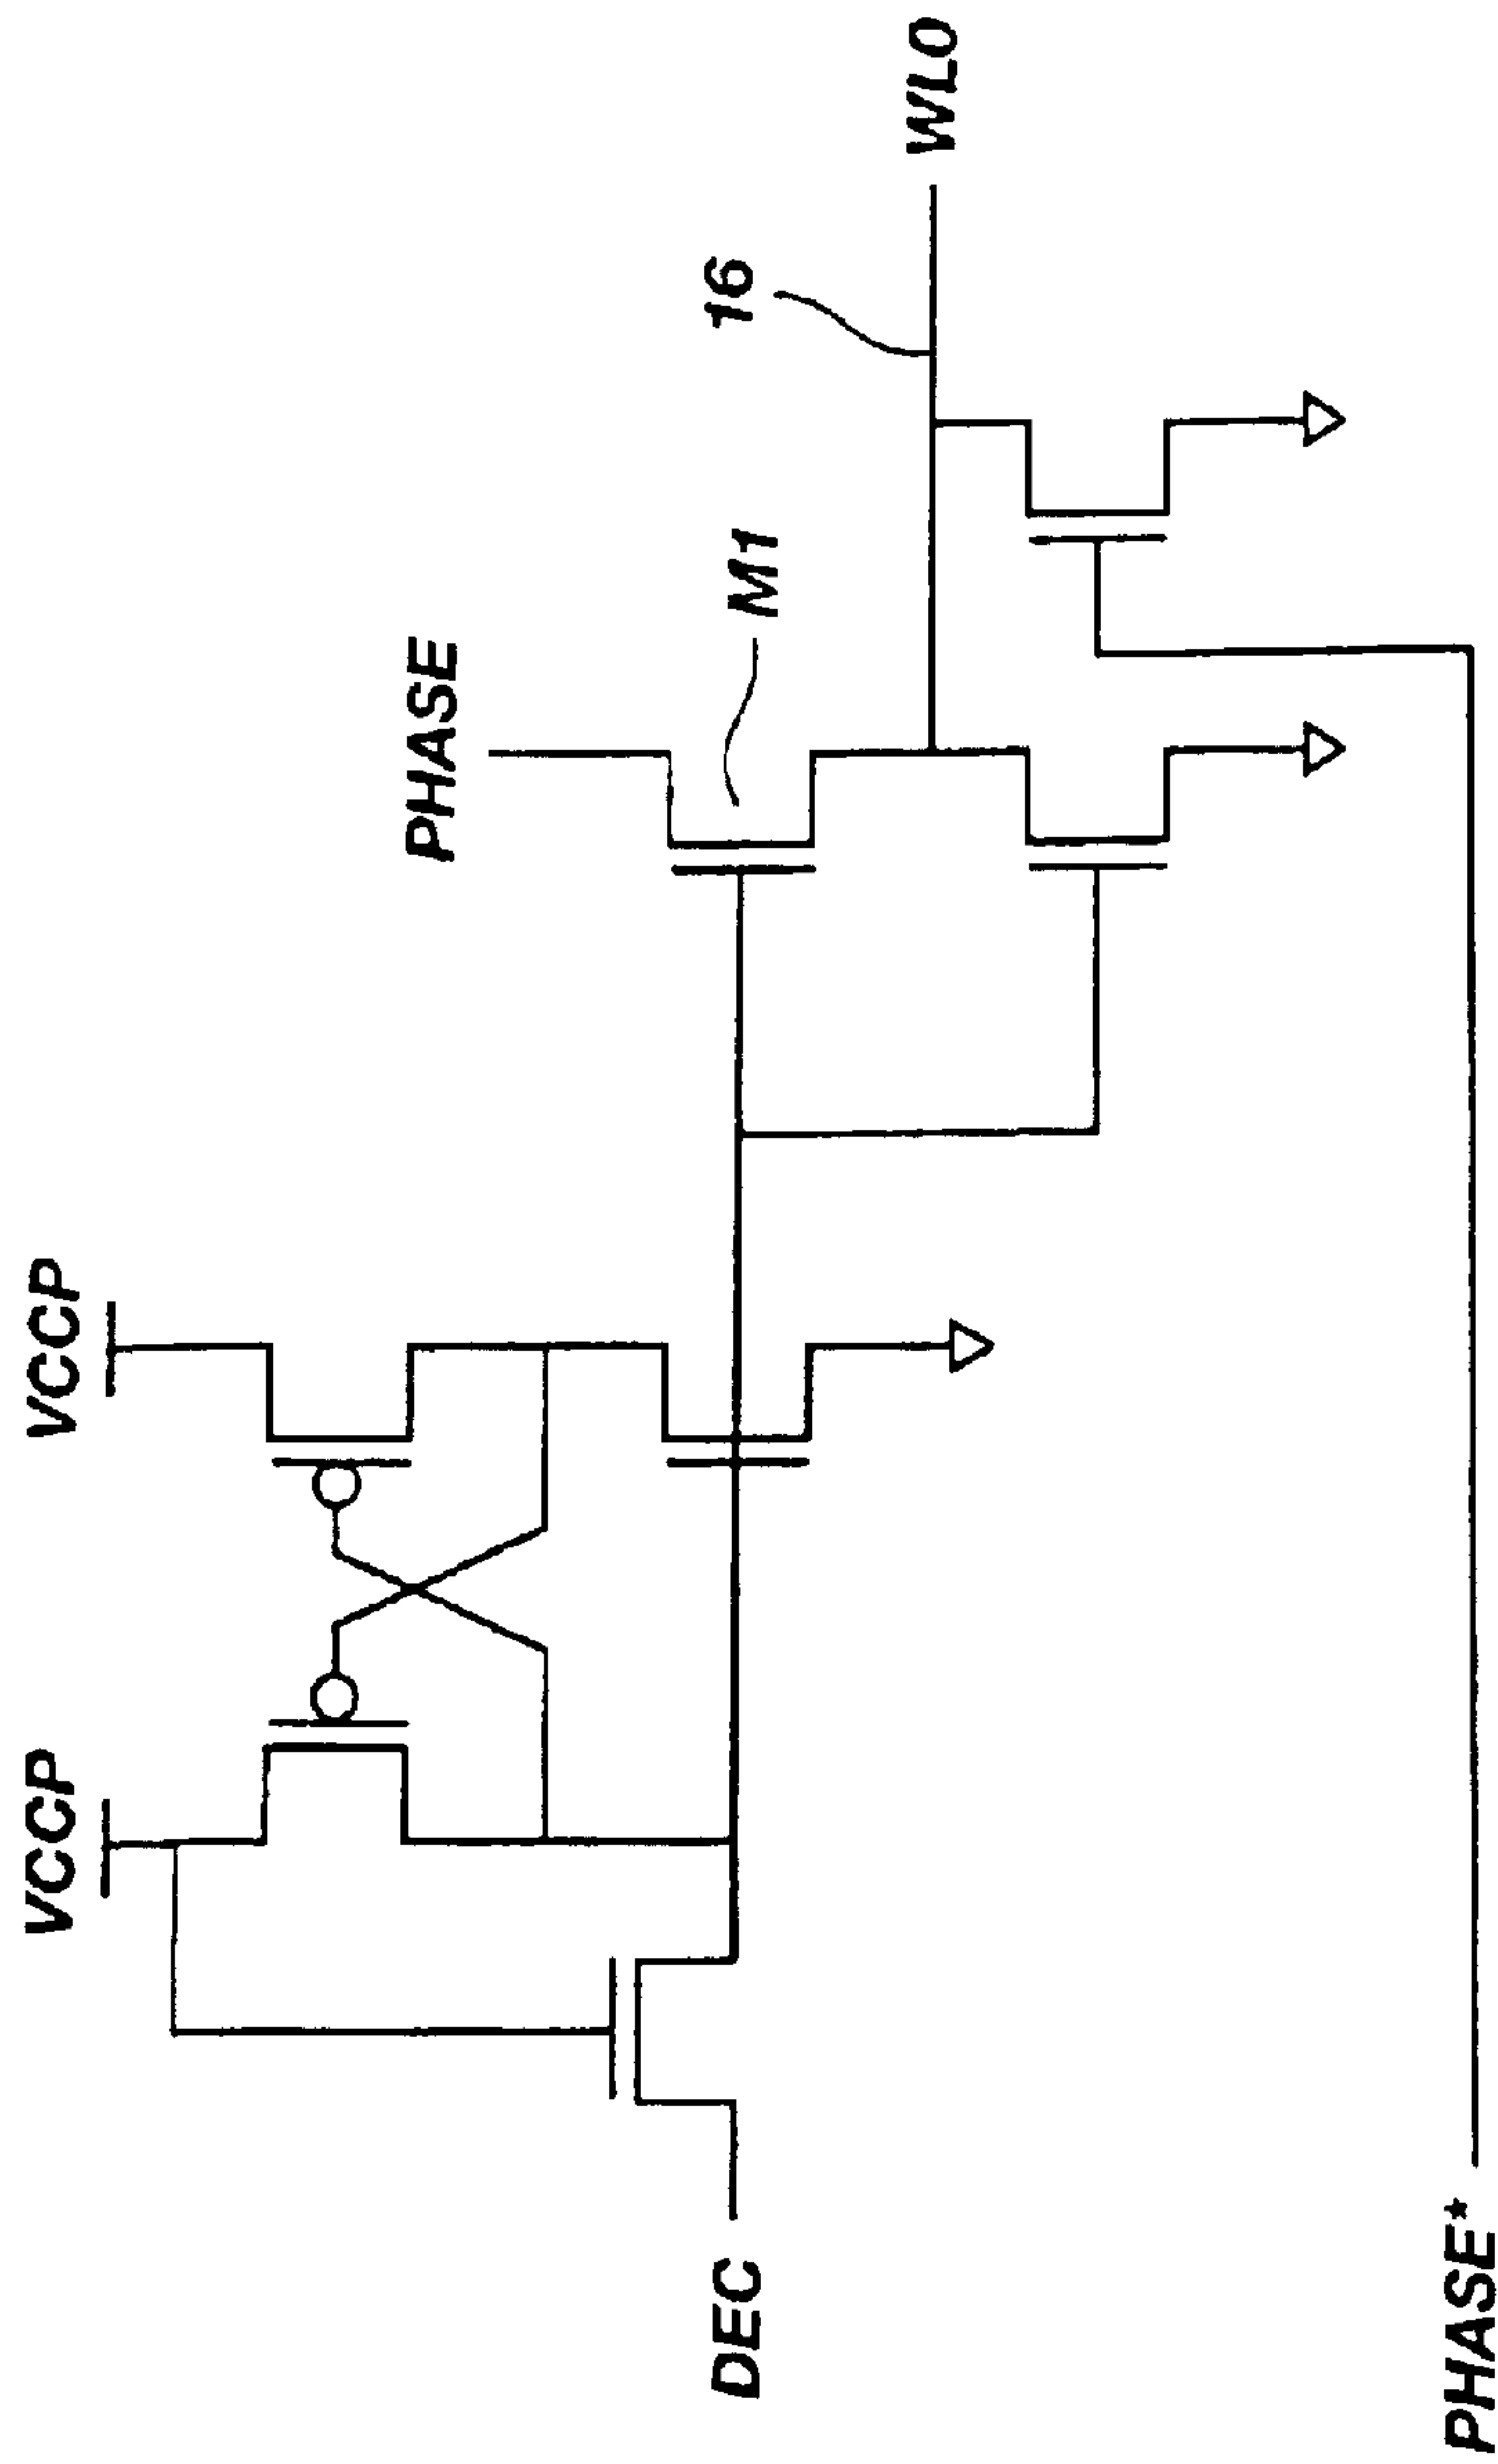 VCCP
VCCP
PHASE
M1
16
WL0
DEC
PHASE*